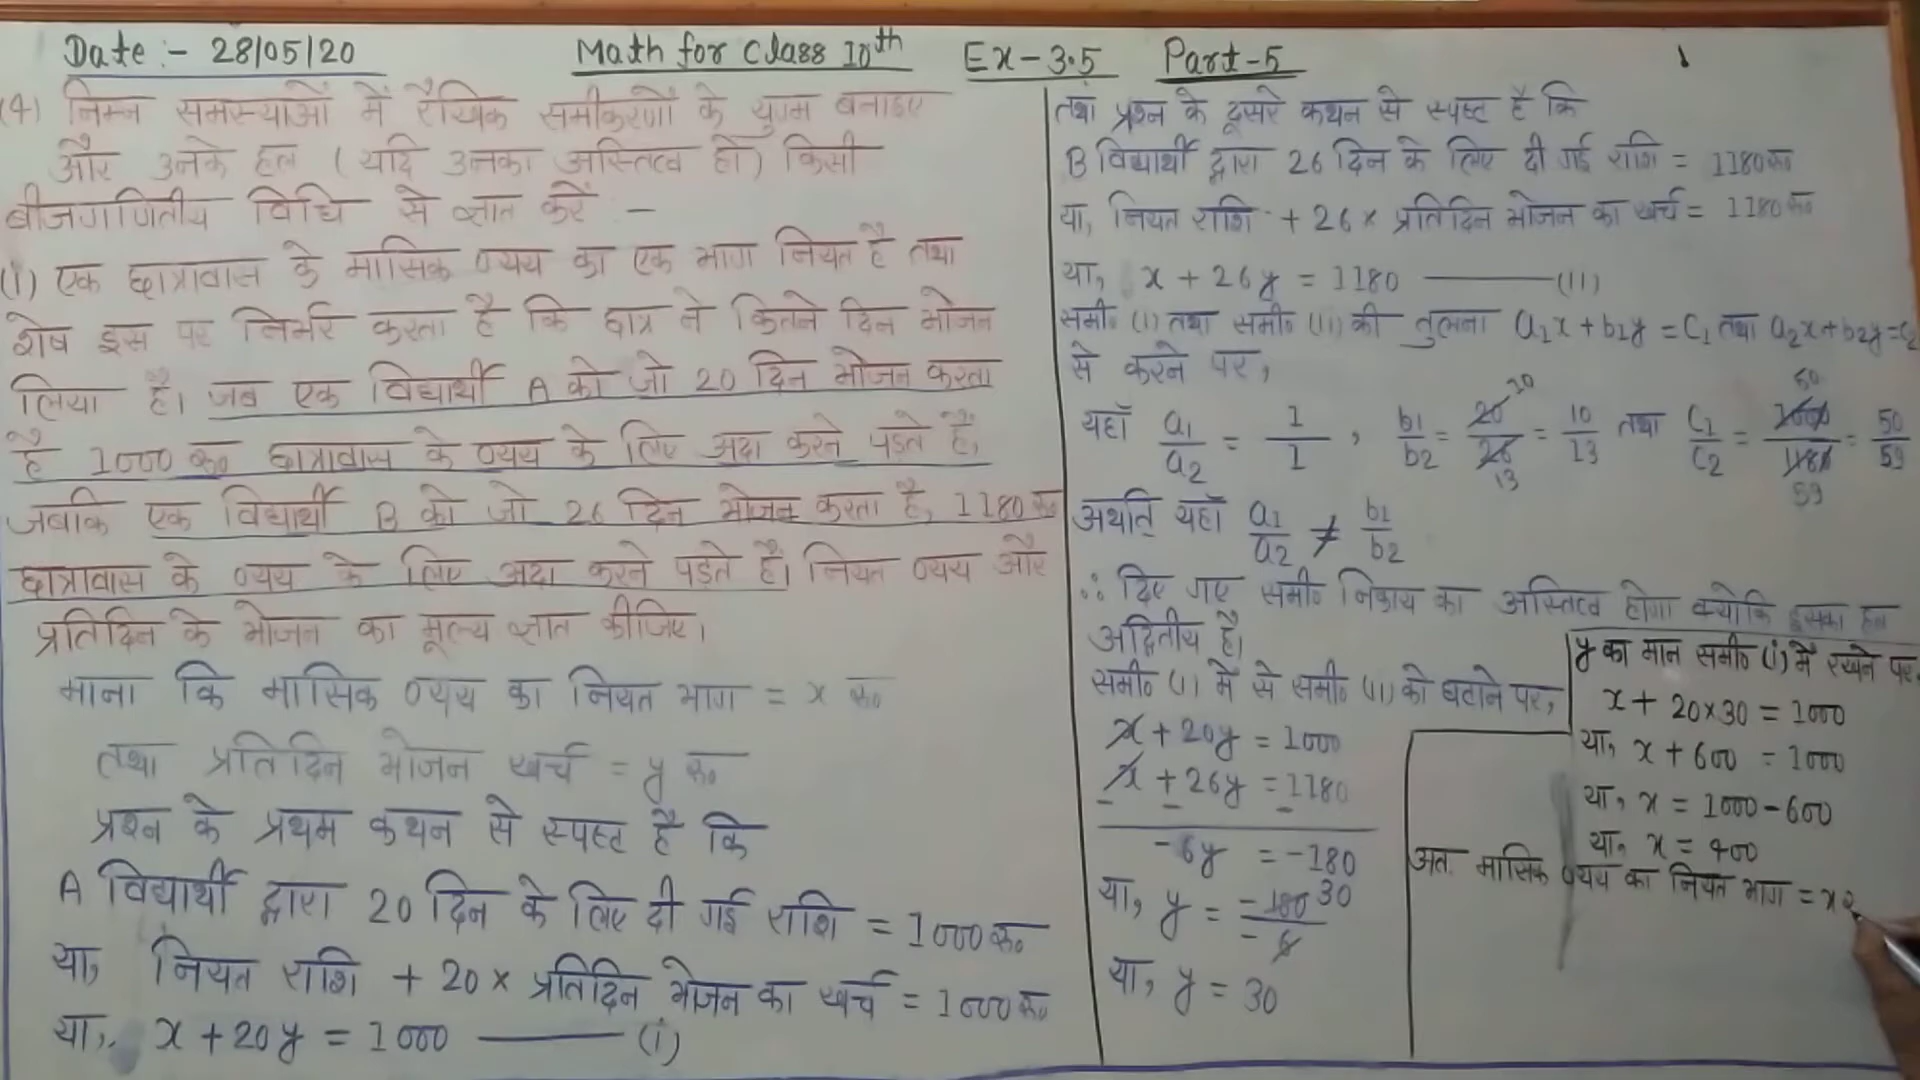 Date :- 28/05/20 Math for Class 10th Ex-3.5 Part-5 1
(4) निम्न समस्याओं में रैखिक समीकरणों के युग्म बनाइए
और उनके हल (यदि उनका अस्तित्व हो) किसी
बीजगणितीय विधि से ज्ञात करें :-
(i) एक छात्रावास के मासिक व्यय का एक भाग नियत है तथा
शेष इस पर निर्भर करता है कि छात्र ने कितने दिन भोजन
लिया है। जब एक विद्यार्थी A को जो 20 दिन भोजन करता
है 1000 रू० छात्रावास के व्यय के लिए अदा करने पड़ते हैं,
जबकि एक विद्यार्थी B को जो 26 दिन भोजन करता है, 1180 रू०
छात्रावास के व्यय के लिए अदा करने पड़ते हैं। नियत व्यय और
प्रतिदिन के भोजन का मूल्य ज्ञात कीजिए।
माना कि मासिक व्यय का नियत भाग = x रू०
तथा प्रतिदिन भोजन खर्च = y रू०
प्रश्न के प्रथम कथन से स्पष्ट है कि
A विद्यार्थी द्वारा 20 दिन के लिए दी गई राशि = 1000 रू०
या, नियत राशि + 20 × प्रतिदिन भोजन का खर्च = 1000 रू०
या, x + 20y = 1000 ——— (i)
तथा प्रश्न के दूसरे कथन से स्पष्ट है कि
B विद्यार्थी द्वारा 26 दिन के लिए दी गई राशि = 1180 रू०
या, नियत राशि + 26 × प्रतिदिन भोजन का खर्च = 1180 रू०
या, x + 26y = 1180 ——— (ii)
समी० (i) तथा समी० (ii) की तुलना a₁x + b₁y = c₁ तथा a₂x + b₂y = c₂
से करने पर,
यहाँ a₁/a₂ = 1/1 , b₁/b₂ = 20/26 10 13 = 10/13 तथा c₁/c₂ = 1000/1180 50 59 = 50/59
अर्थात् यहाँ a₁/a₂ ≠ b₁/b₂
∴ दिए गए समी० निकाय का अस्तित्व होगा क्योंकि इसका हल
अद्वितीय है।
समी० (i) में से समी० (ii) को घटाने पर,
x + 20y = 1000
x + 26y = 1180
- - -
-6y = -180
या, y = -180/-6 30
या, y = 30
y का मान समी० (i) में रखने पर,
x + 20×30 = 1000
या, x + 600 = 1000
या, x = 1000 - 600
या, x = 400
अतः मासिक व्यय का नियत भाग = x